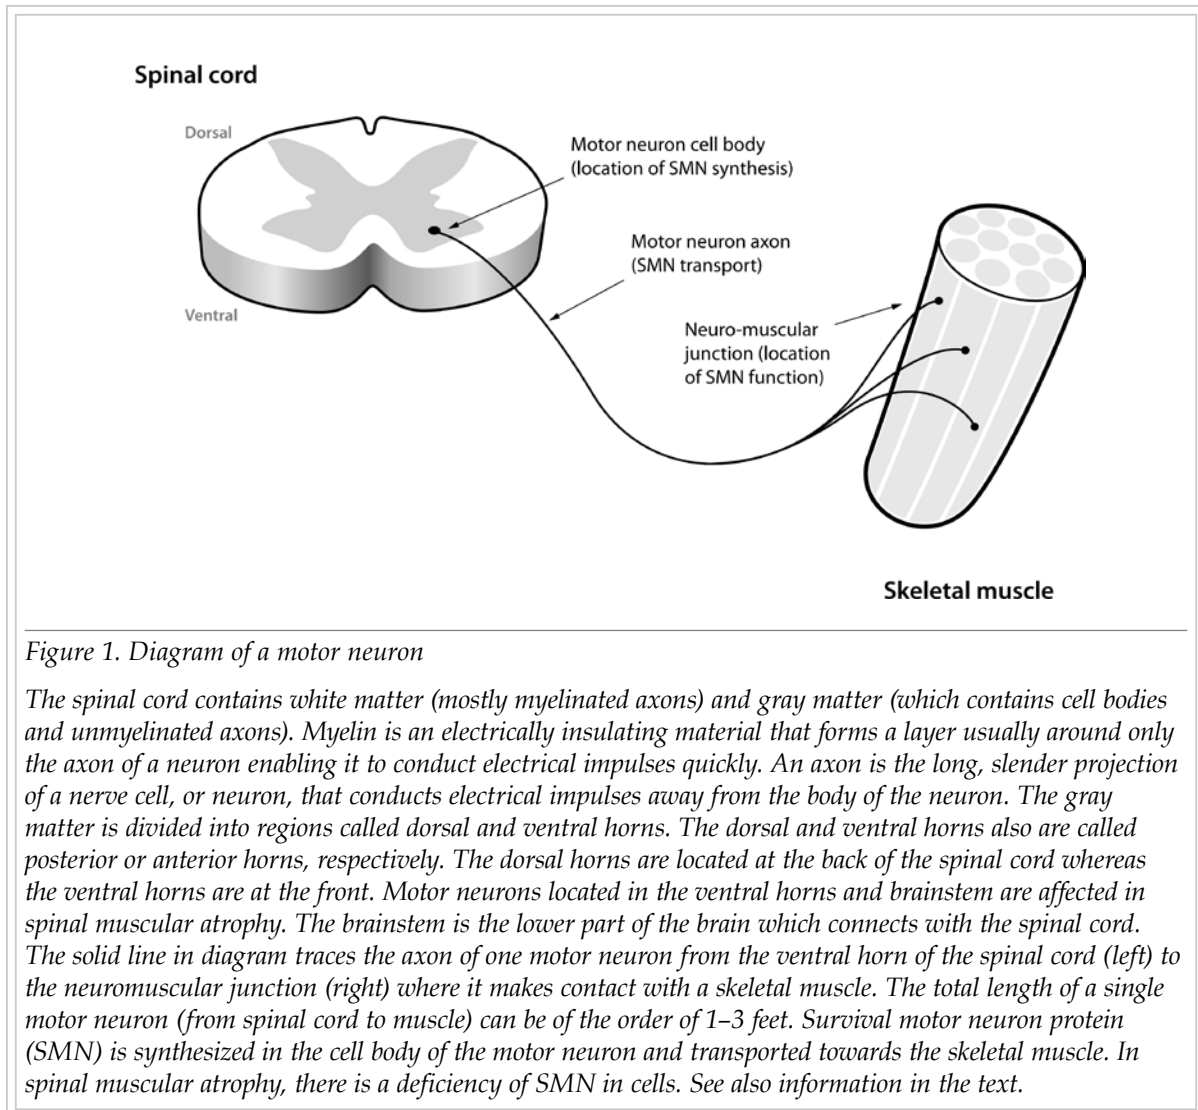 Spinal cord
Dorsal
Motor neuron cell body
(location of SMN synthesis)
Motor neuron axon
(SMN transport)
Ventral
Neuro-muscular
junction (location
of SMN function)
Skeletal muscle
Figure 1. Diagram of a motor neuron
The spinal cord contains white matter (mostly myelinated axons) and gray matter (which contains cell bodies
and unmyelinated axons). Myelin is an electrically insulating material that forms a layer usually around only
the axon of a neuron enabling it to conduct electrical impulses quickly. An axon is the long, slender projection
of a nerve cell, or neuron, that conducts electrical impulses away from the body of the neuron. The gray
matter is divided into regions called dorsal and ventral horns. The dorsal and ventral horns also are called
posterior or anterior horns, respectively. The dorsal horns are located at the back of the spinal cord whereas
the ventral horns are at the front. Motor neurons located in the ventral horns and brainstem are affected in
spinal muscular atrophy. The brainstem is the lower part of the brain which connects with the spinal cord.
The solid line in diagram traces the axon of one motor neuron from the ventral horn of the spinal cord (left) to
the neuromuscular junction (right) where it makes contact with a skeletal muscle. The total length of a single
motor neuron (from spinal cord to muscle) can be of the order of 1–3 feet. Survival motor neuron protein
(SMN) is synthesized in the cell body of the motor neuron and transported towards the skeletal muscle. In
spinal muscular atrophy, there is a deficiency of SMN in cells. See also information in the text.